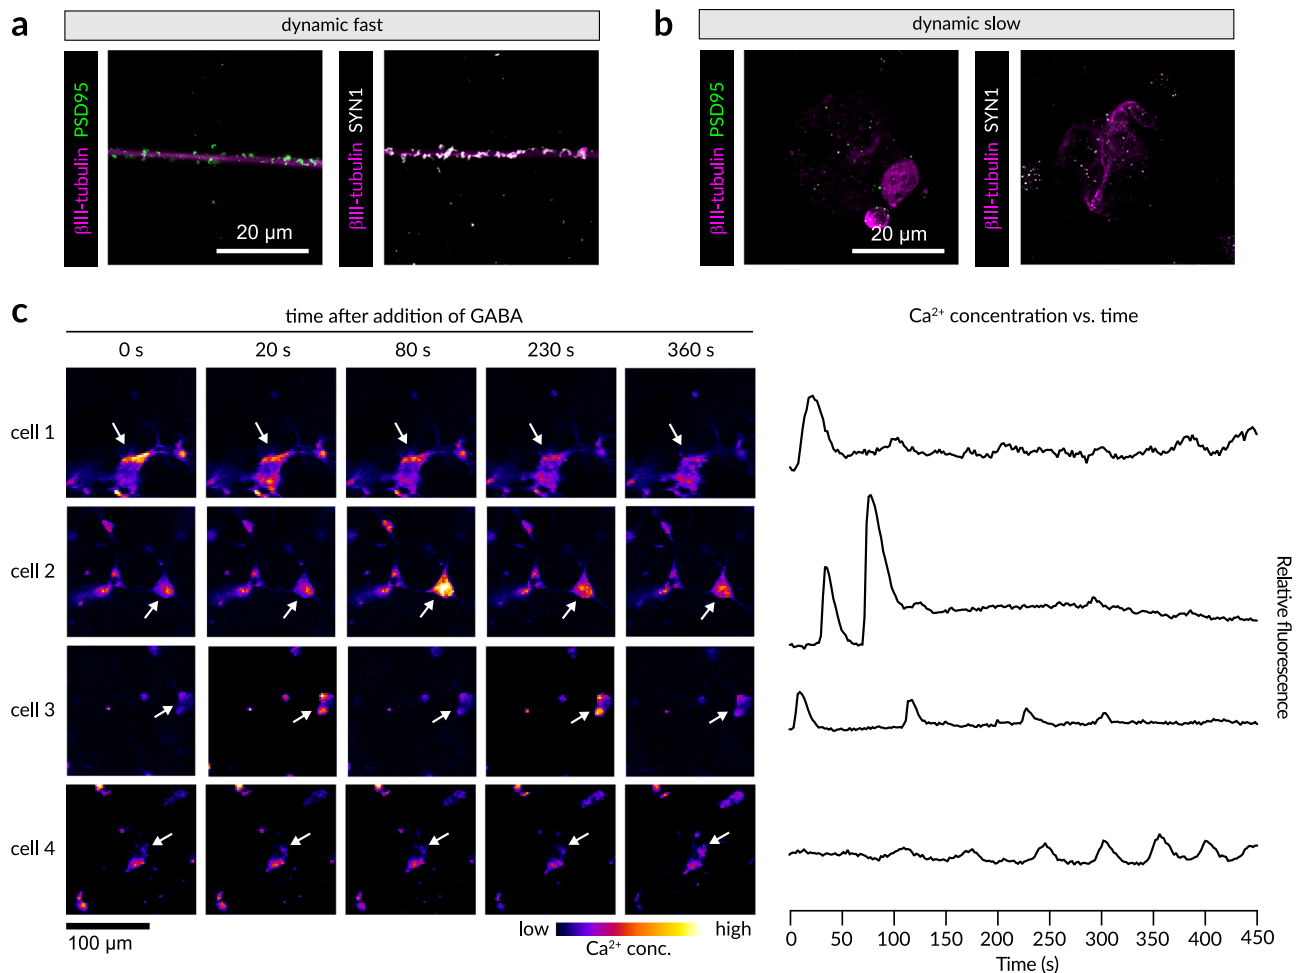 a
dynamic fast
βIII-tubulin PSD95
20 µm
βIII-tubulin SYN1
b
dynamic slow
βIII-tubulin PSD95
20 µm
βIII-tubulin SYN1
c
time after addition of GABA
0 s 20 s 80 s 230 s 360 s
cell 1
cell 2
cell 3
cell 4
100 µm
low high
Ca²⁺ conc.
Ca²⁺ concentration vs. time
Relative fluorescence
0 50 100 150 200 250 300 350 400 450
Time (s)